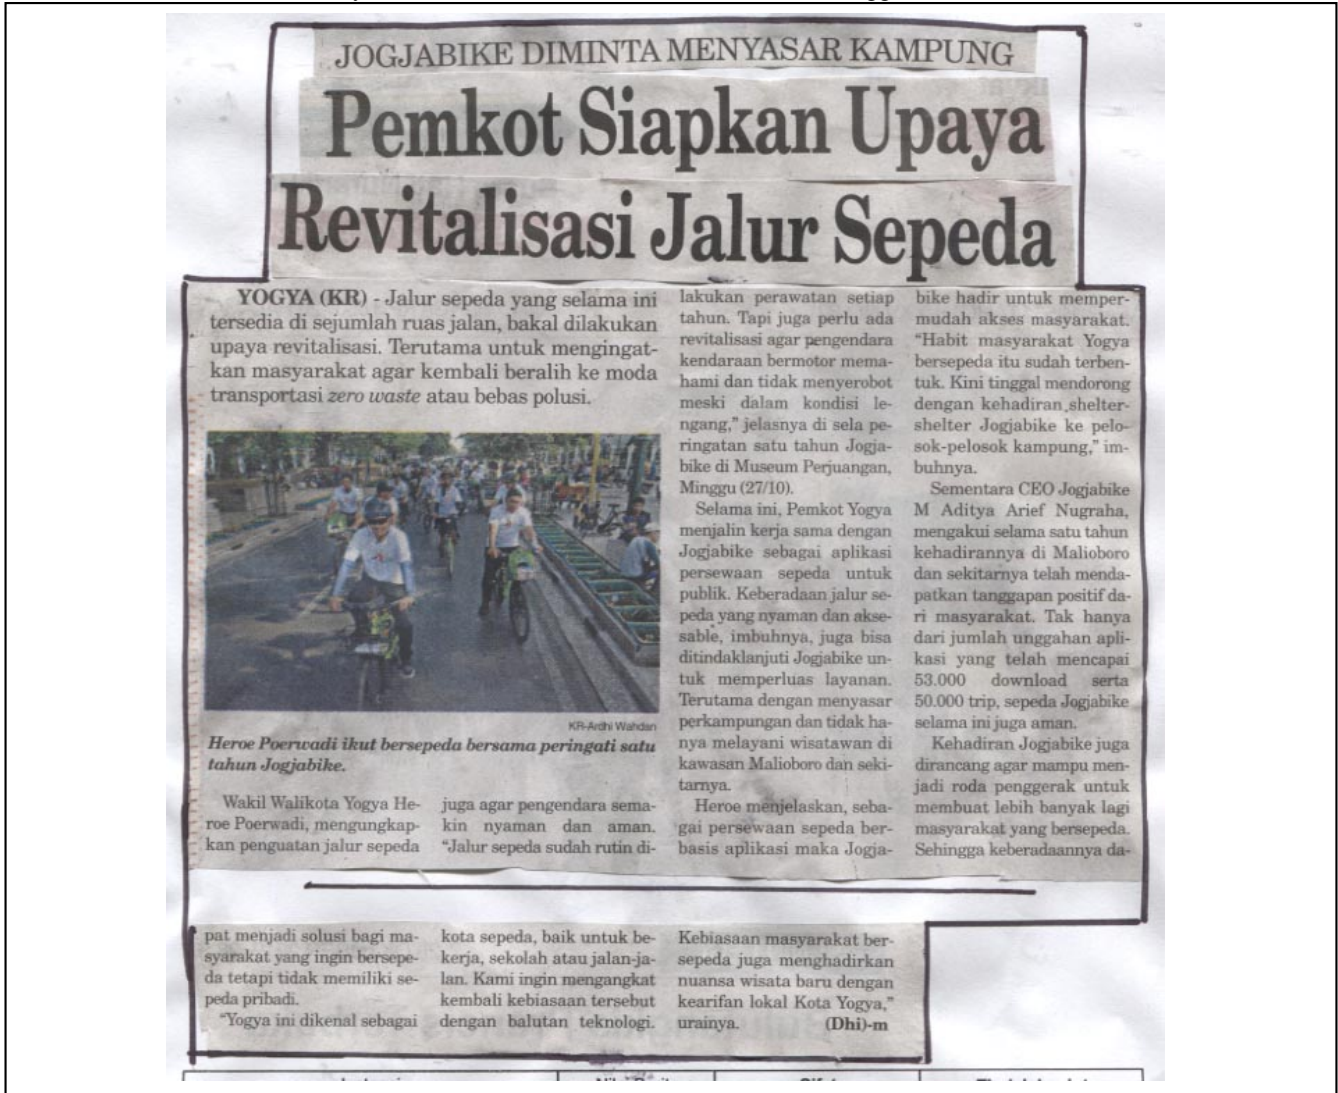 JOGJABIKE DIMINTA MENYASAR KAMPUNG
Pemkot Siapkan Upaya
Revitalisasi Jalur Sepeda
YOGYA (KR) - Jalur sepeda yang selama ini
tersedia di sejumlah ruas jalan, bakal dilakukan
upaya revitalisasi. Terutama untuk mengingat-
kan masyarakat agar kembali beralih ke moda
transportasi zero waste atau bebas polusi.
KR-Ardhi Wahdan
Heroe Poerwadi ikut bersepeda bersama peringati satu
tahun Jogjabike.
Wakil Walikota Yogya He-
roe Poerwadi, mengungkap-
kan penguatan jalur sepeda
juga agar pengendara sema-
kin nyaman dan aman.
"Jalur sepeda sudah rutin di-
lakukan perawatan setiap
tahun. Tapi juga perlu ada
revitalisasi agar pengendara
kendaraan bermotor mema-
hami dan tidak menyerobot
meski dalam kondisi le-
ngang," jelasnya di sela pe-
ringatan satu tahun Jogja-
bike di Museum Perjuangan,
Minggu (27/10).
Selama ini, Pemkot Yogya
menjalin kerja sama dengan
Jogjabike sebagai aplikasi
persewaan sepeda untuk
publik. Keberadaan jalur se-
peda yang nyaman dan akse-
sable, imbuhnya, juga bisa
ditindaklanjuti Jogjabike un-
tuk memperluas layanan.
Terutama dengan menyasar
perkampungan dan tidak ha-
nya melayani wisatawan di
kawasan Malioboro dan seki-
tarnya.
Heroe menjelaskan, seba-
gai persewaan sepeda ber-
basis aplikasi maka Jogja-
bike hadir untuk memper-
mudah akses masyarakat.
"Habit masyarakat Yogya
bersepeda itu sudah terben-
tuk. Kini tinggal mendorong
dengan kehadiran shelter-
shelter Jogjabike ke pelo-
sok-pelosok kampung," im-
buhnya.
Sementara CEO Jogjabike
M Aditya Arief Nugraha,
mengakui selama satu tahun
kehadirannya di Malioboro
dan sekitarnya telah menda-
patkan tanggapan positif da-
ri masyarakat. Tak hanya
dari jumlah unggahan apli-
kasi yang telah mencapai
53.000 download serta
50.000 trip, sepeda Jogjabike
selama ini juga aman.
Kehadiran Jogjabike juga
dirancang agar mampu men-
jadi roda penggerak untuk
membuat lebih banyak lagi
masyarakat yang bersepeda.
Sehingga keberadaannya da-
pat menjadi solusi bagi ma-
syarakat yang ingin bersepe-
da tetapi tidak memiliki se-
peda pribadi.
"Yogya ini dikenal sebagai
kota sepeda, baik untuk be-
kerja, sekolah atau jalan-ja-
lan. Kami ingin mengangkat
kembali kebiasaan tersebut
dengan balutan teknologi.
Kebiasaan masyarakat ber-
sepeda juga menghadirkan
nuansa wisata baru dengan
kearifan lokal Kota Yogya,"
urainya. (Dhi)-m